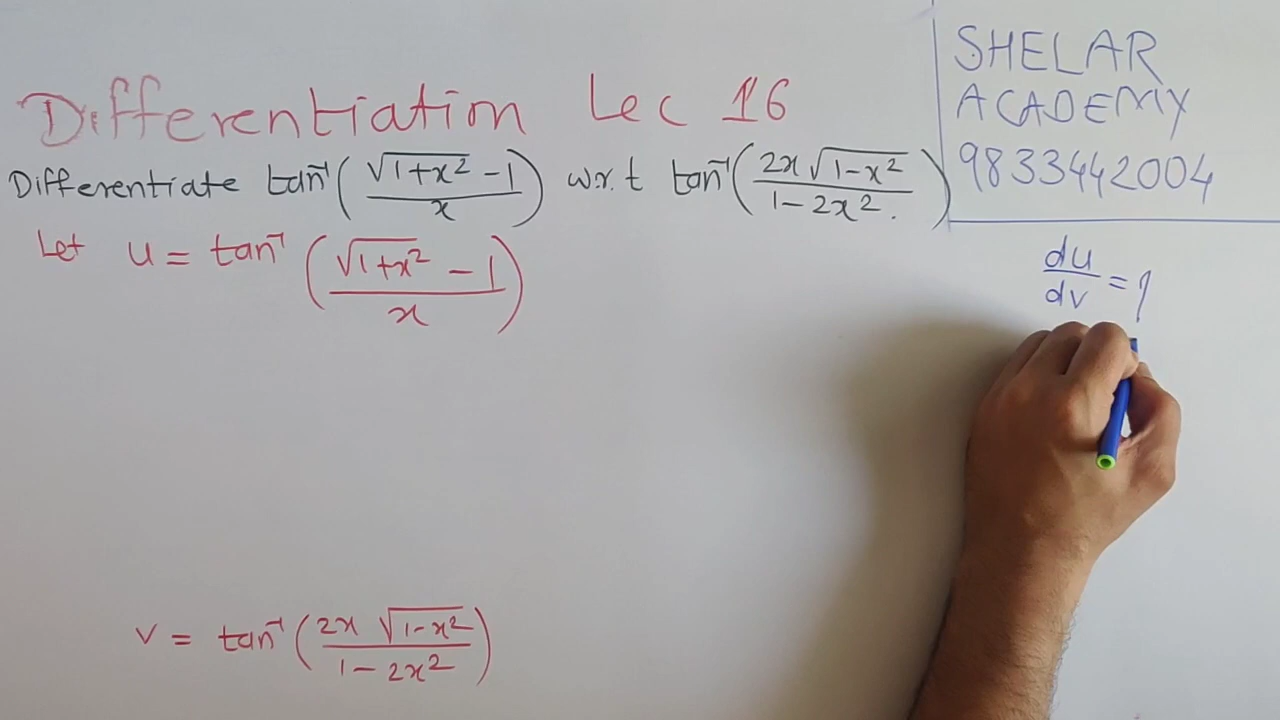 Differentiation Lec 16
SHELAR
ACADEMY
9833442004
Differentiate tan⁻¹(√(1+x²) -1 / x) w.r.t tan⁻¹(2x√(1-x²) / 1-2x².)
Let u = tan⁻¹(√(1+x²) - 1 / x)
du/dv = ?
v = tan⁻¹(2x √(1-x²) / 1-2x²)